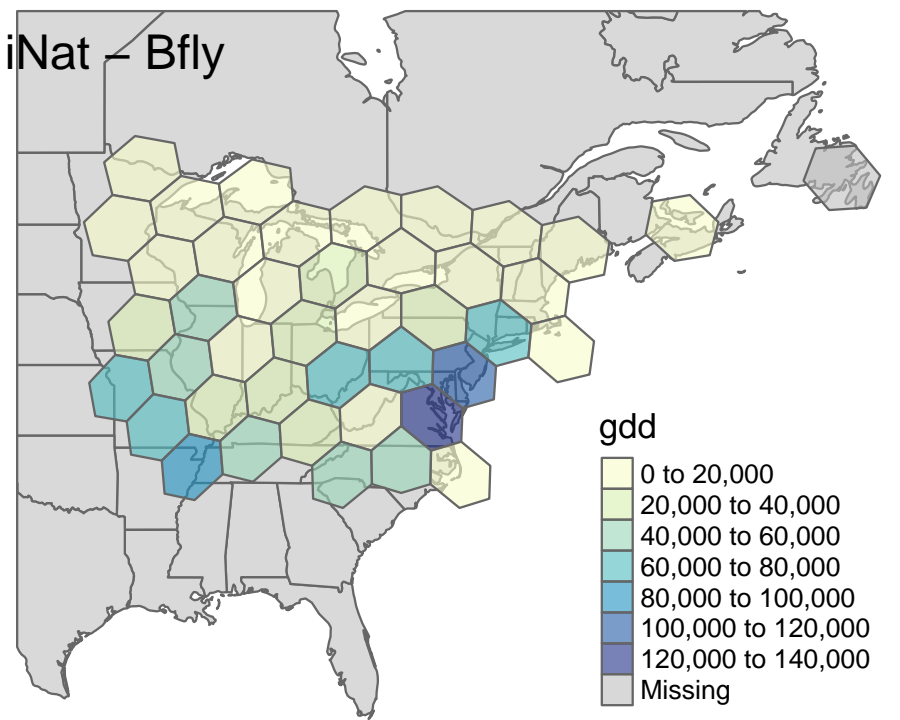 iNat – Bfly
gdd
0 to 20,000
20,000 to 40,000
40,000 to 60,000
60,000 to 80,000
80,000 to 100,000
100,000 to 120,000
120,000 to 140,000
Missing